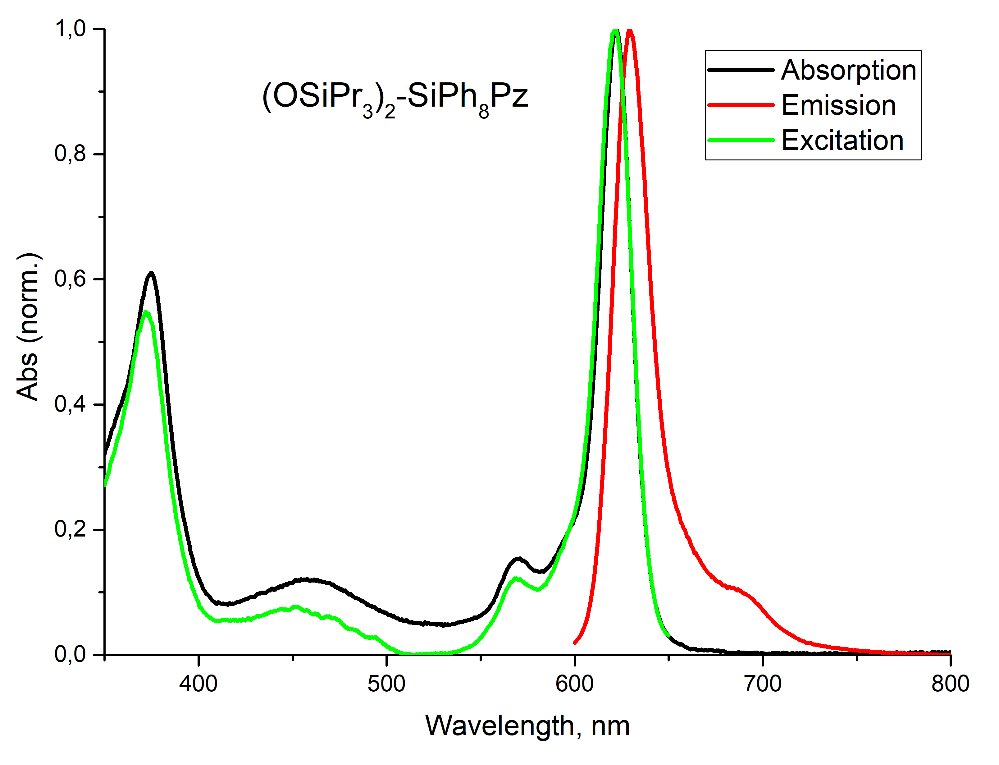 1,0
0,8
0,6
0,4
0,2
0,0
Abs (norm.)
(OSiPr3)2-SiPh8Pz
Absorption
Emission
Excitation
400 500 600 700 800
Wavelength, nm